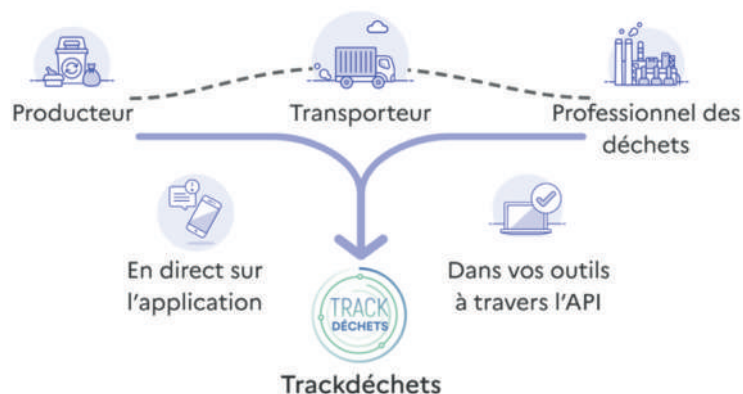 Producteur
Transporteur
Professionnel des
déchets
En direct sur
l'application
Dans vos outils
à travers l'API
TRACK
DÉCHETS
Trackdéchets